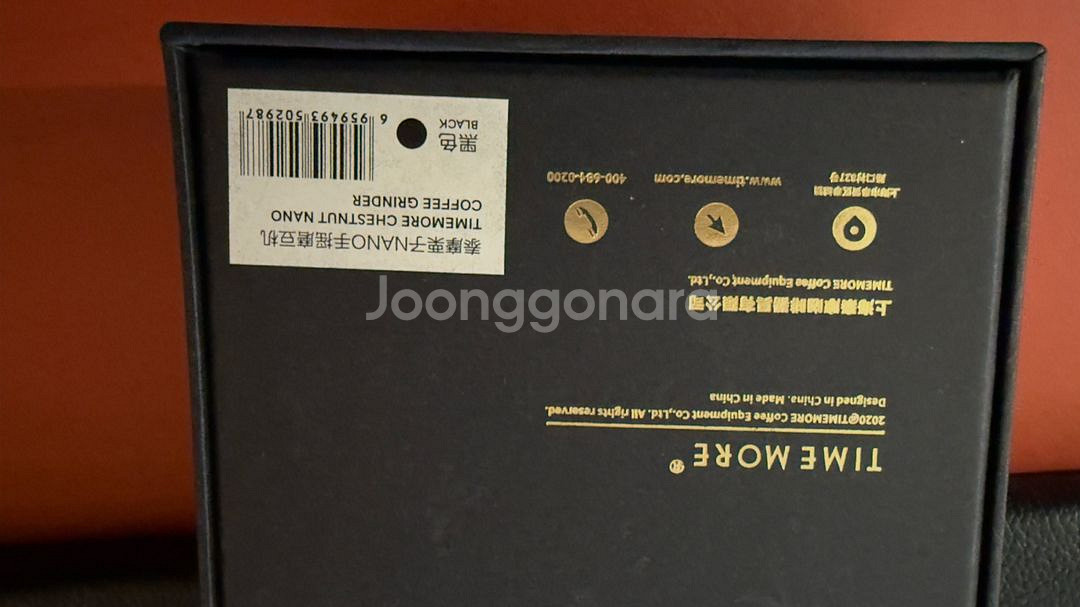 TIMEMORE®
2020@TIMEMORE Coffee Equipment Co.,Ltd. All rights reserved.
Designed in China. Made in China
上海泰摩咖啡器具有限公司
TIMEMORE Coffee Equipment Co.,Ltd.
www.timemore.com
400-684-0200
泰摩栗子NANO手摇磨豆机
TIMEMORE CHESTNUT NANO
COFFEE GRINDER
黑色
BLACK
6 959493 502987
Joonggonara